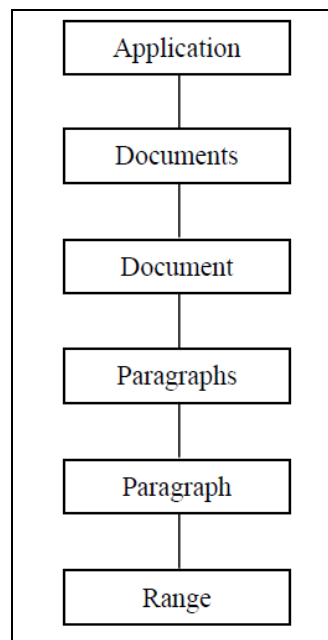 Application
Documents
Document
Paragraphs
Paragraph
Range